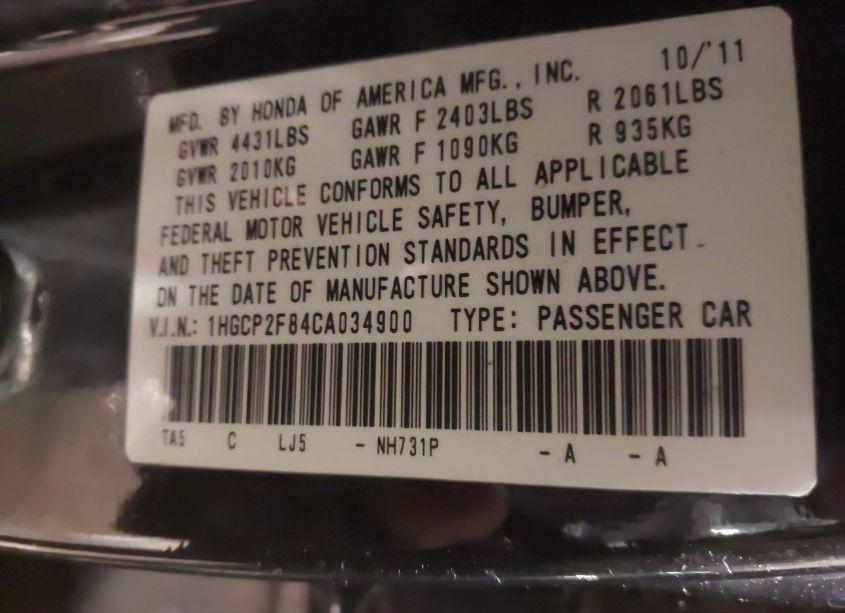 MFD. BY HONDA OF AMERICA MFG., INC. 10/'11
GVWR 4431LBS GAWR F 2403LBS R 2061LBS
GVWR 2010KG GAWR F 1090KG R 935KG
THIS VEHICLE CONFORMS TO ALL APPLICABLE
FEDERAL MOTOR VEHICLE SAFETY, BUMPER,
AND THEFT PREVENTION STANDARDS IN EFFECT
ON THE DATE OF MANUFACTURE SHOWN ABOVE.
V.I.N.: 1HGCP2F84CA034900 TYPE: PASSENGER CAR
TA5 C LJ5 - NH731P - A - A